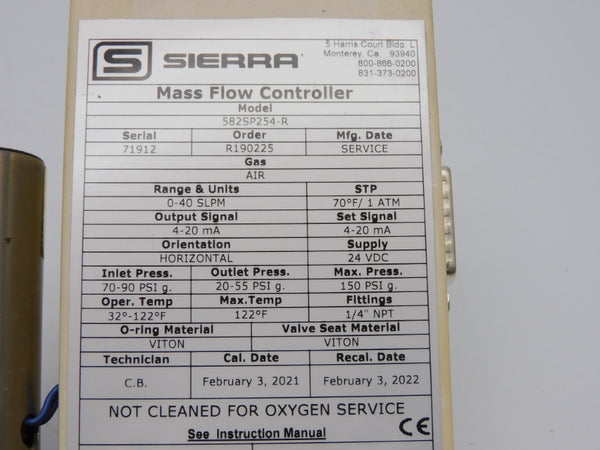 SIERRA
5 Harris Court Bldg. L
Monterey, Ca. 93940
800-866-0200
831-373-0200
Mass Flow Controller
Model
582SP254-R
Serial Order Mfg. Date
71912 R190225 SERVICE
Gas
AIR
Range & Units STP
0-40 SLPM 70°F/ 1 ATM
Output Signal Set Signal
4-20 mA 4-20 mA
Orientation Supply
HORIZONTAL 24 VDC
Inlet Press. Outlet Press. Max. Press.
70-90 PSI g. 20-55 PSI g. 150 PSI g.
Oper. Temp Max.Temp Fittings
32°-122°F 122°F 1/4" NPT
O-ring Material Valve Seat Material
VITON VITON
Technician Cal. Date Recal. Date
C.B. February 3, 2021 February 3, 2022
NOT CLEANED FOR OXYGEN SERVICE
See Instruction Manual CE